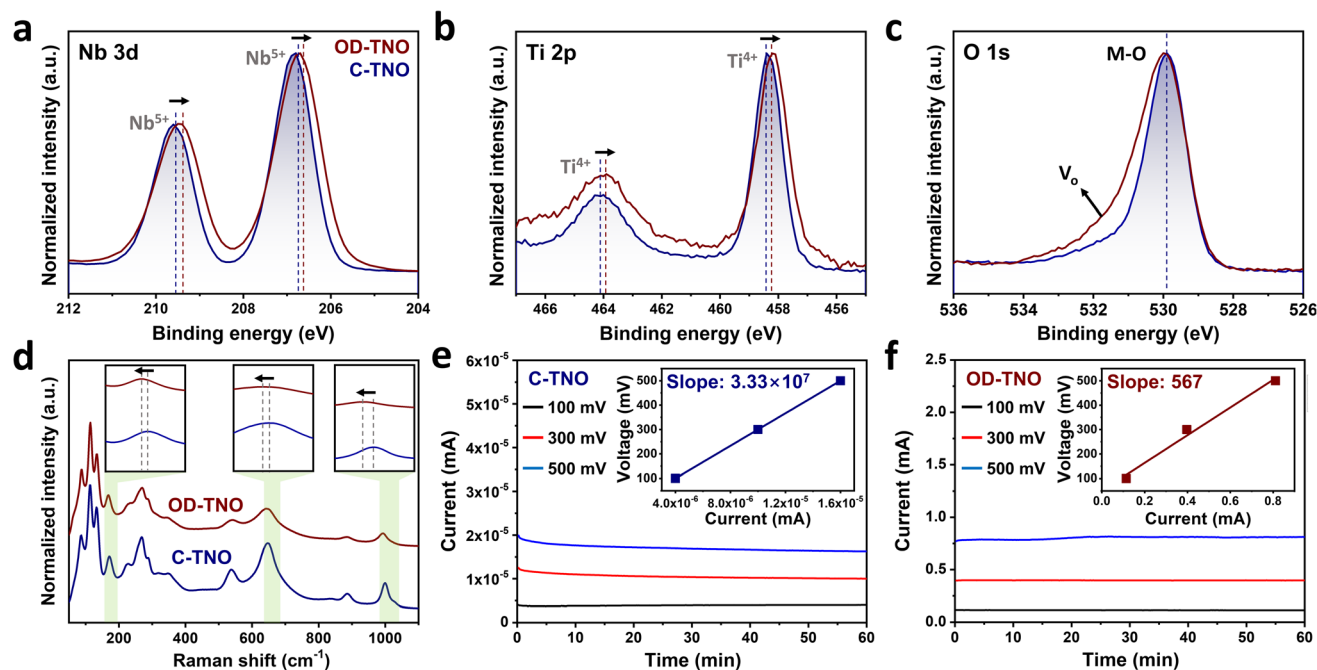 a
Nb 3d
OD-TNO
C-TNO
Nb⁵⁺
Nb⁵⁺
Normalized intensity (a.u.)
212 210 208 206 204
Binding energy (eV)
b
Ti 2p
Ti⁴⁺
Ti⁴⁺
Normalized intensity (a.u.)
466 464 462 460 458 456
Binding energy (eV)
c
O 1s
M-O
Vₒ
Normalized intensity (a.u.)
536 534 532 530 528 526
Binding energy (eV)
d
OD-TNO
C-TNO
Normalized intensity (a.u.)
200 400 600 800 1000
Raman shift (cm⁻¹)
e
C-TNO
100 mV
300 mV
500 mV
Slope: 3.33×10⁷
Voltage (mV)
500
400
300
200
100
4.0x10⁻⁶ 8.0x10⁻⁶ 1.2x10⁻⁵ 1.6x10⁻⁵
Current (mA)
Current (mA)
6x10⁻⁵
5x10⁻⁵
4x10⁻⁵
3x10⁻⁵
2x10⁻⁵
1x10⁻⁵
0
0 10 20 30 40 50 60
Time (min)
f
OD-TNO
100 mV
300 mV
500 mV
Slope: 567
Voltage (mV)
500
400
300
200
100
0.0 0.2 0.4 0.6 0.8
Current (mA)
Current (mA)
2.5
2.0
1.5
1.0
0.5
0.0
0 10 20 30 40 50 60
Time (min)